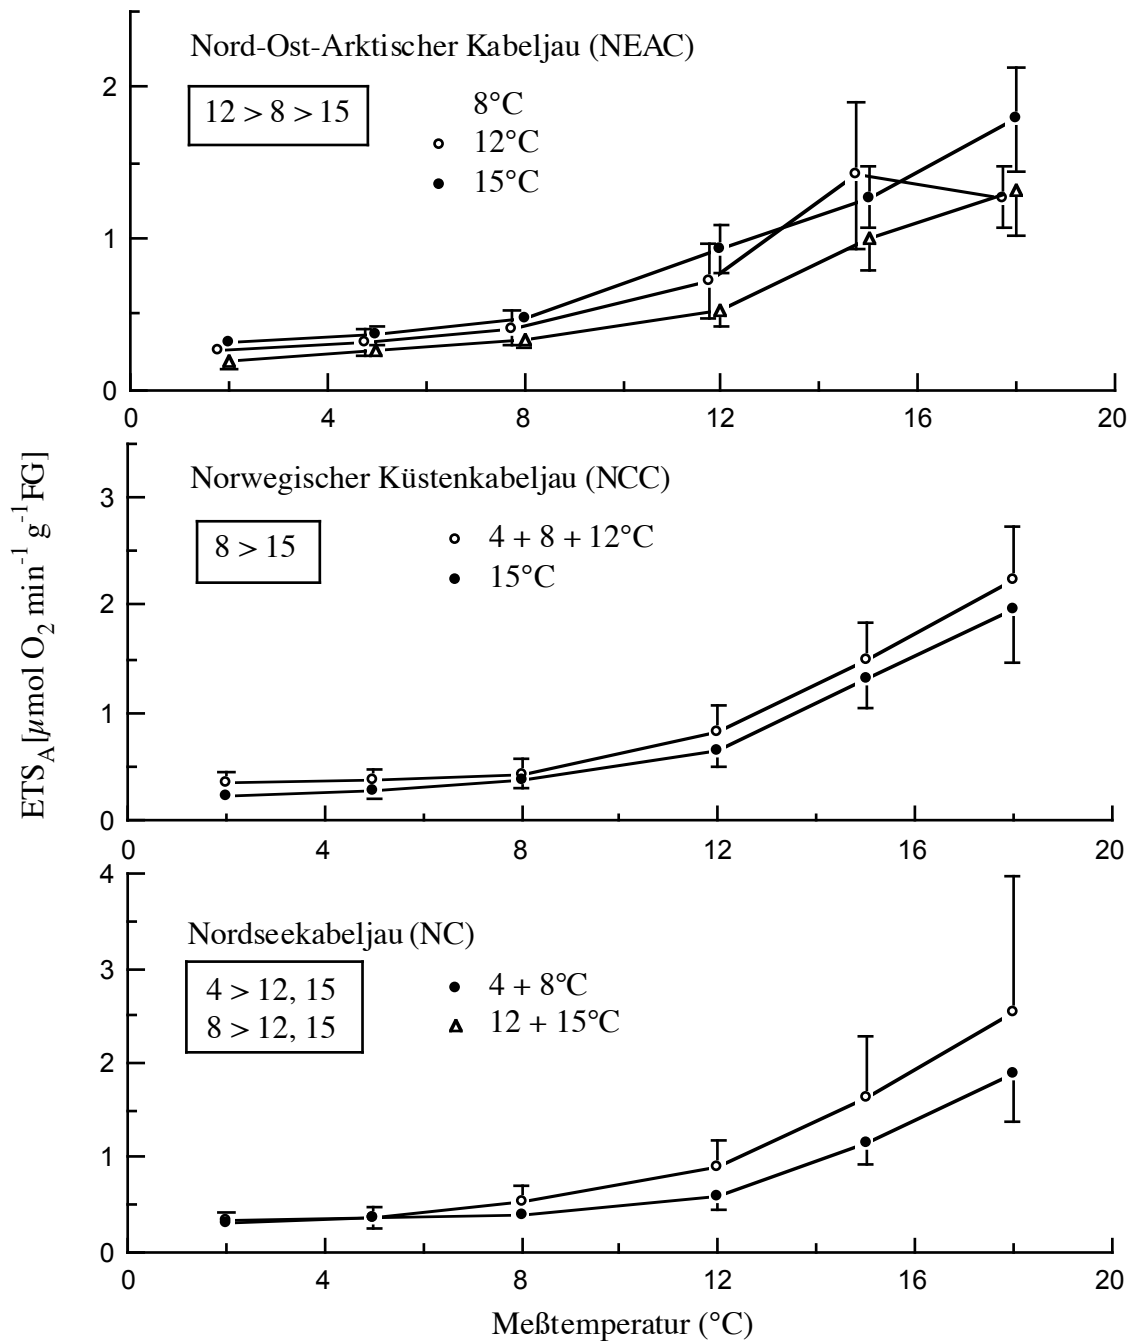 Nord-Ost-Arktischer Kabeljau (NEAC)
12 > 8 > 15
8°C
12°C
15°C
2
1
0
0 4 8 12 16 20
Norwegischer Küstenkabeljau (NCC)
8 > 15
4 + 8 + 12°C
15°C
3
2
1
0
0 4 8 12 16 20
ETS_A [µmol O₂ min⁻¹ g⁻¹FG]
Nordseekabeljau (NC)
4 > 12, 15
8 > 12, 15
4 + 8°C
12 + 15°C
4
3
2
1
0
0 4 8 12 16 20
Meßtemperatur (°C)